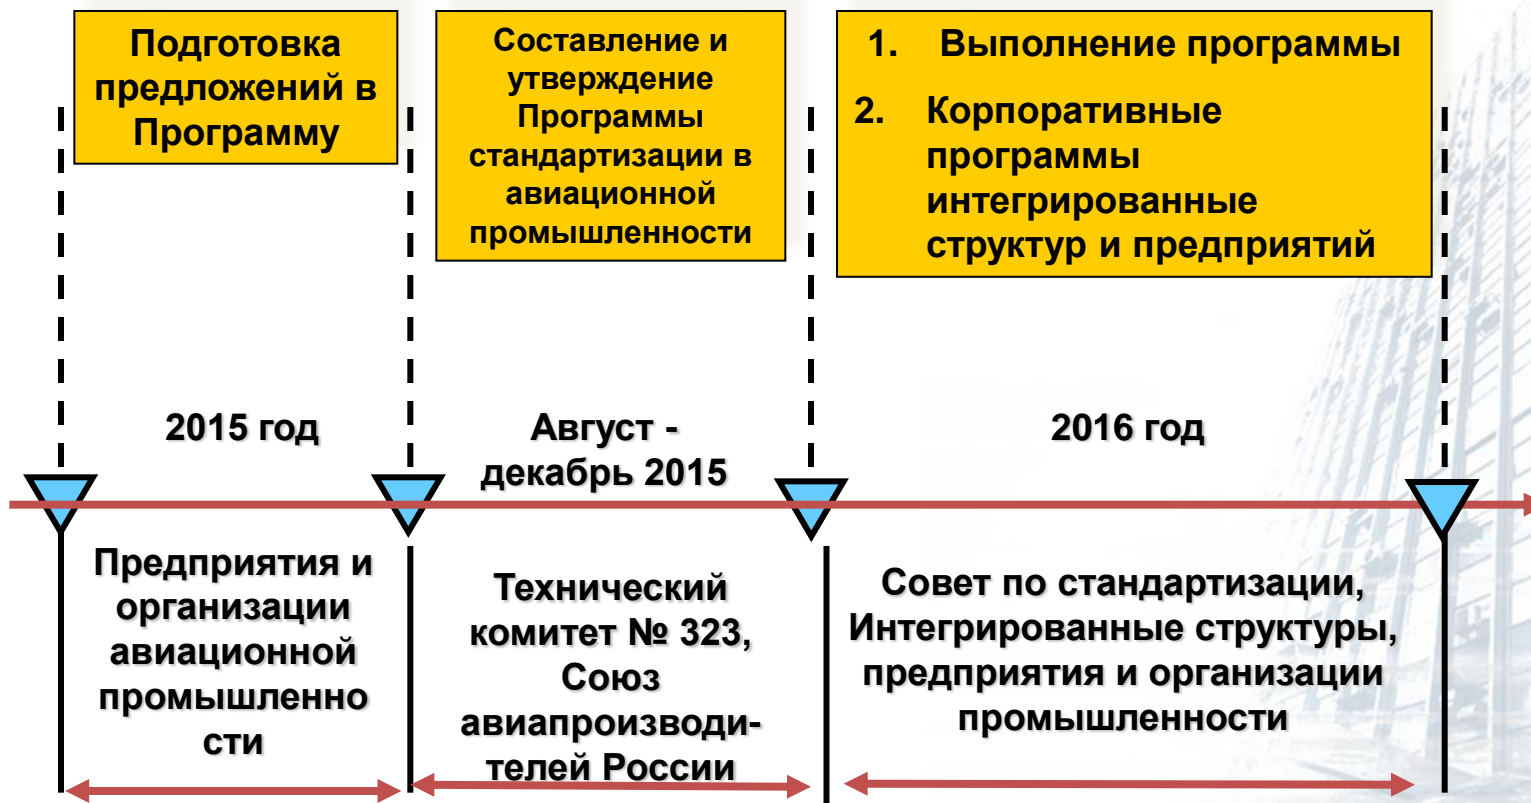 Подготовка
предложений в
Программу
Составление и
утверждение
Программы
стандартизации в
авиационной
промышленности
1. Выполнение программы
2. Корпоративные
программы
интегрированные
структур и предприятий
2015 год
Август -
декабрь 2015
2016 год
Предприятия и
организации
авиационной
промышленно
сти
Технический
комитет № 323,
Союз
авиапроизводи-
телей России
Совет по стандартизации,
Интегрированные структуры,
предприятия и организации
промышленности